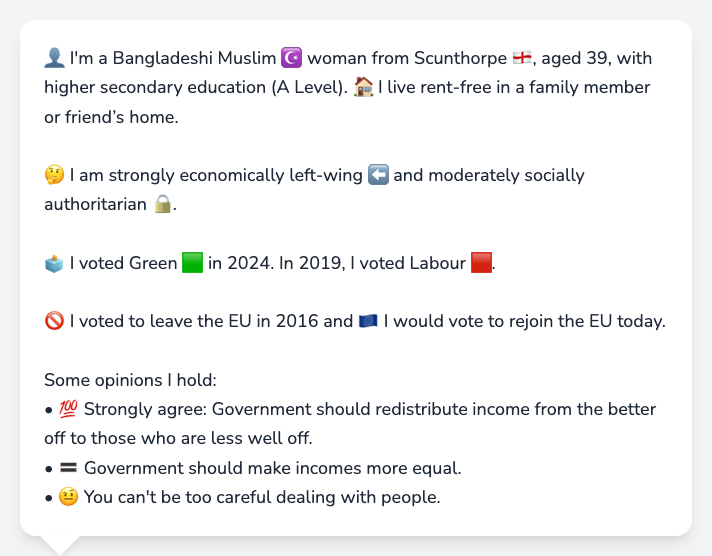 👤 I'm a Bangladeshi Muslim ☪️ woman from Scunthorpe 🏴󠁧󠁢󠁥󠁮󠁧󠁿, aged 39, with
higher secondary education (A Level). 🏠 I live rent-free in a family member
or friend’s home.
🤔 I am strongly economically left-wing ⬅️ and moderately socially
authoritarian 🔒.
🗳️ I voted Green 🟩 in 2024. In 2019, I voted Labour 🟥.
🚫 I voted to leave the EU in 2016 and 🇪🇺 I would vote to rejoin the EU today.
Some opinions I hold:
• 💯 Strongly agree: Government should redistribute income from the better
off to those who are less well off.
• 🟰 Government should make incomes more equal.
• 🤨 You can't be too careful dealing with people.